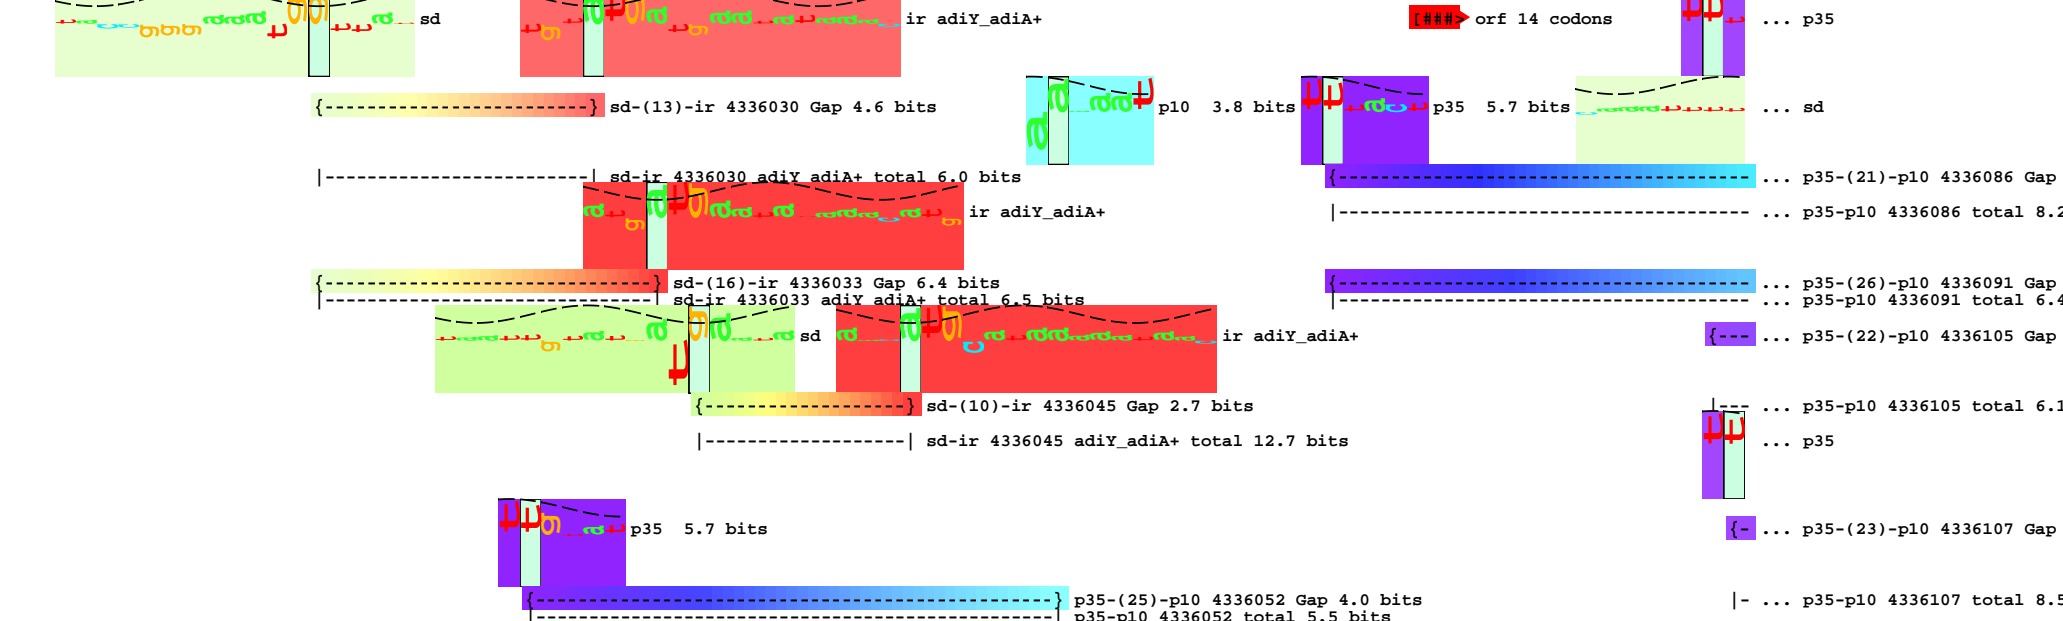 sd
ir adiY_adiA+
[###> orf 14 codons
... p35
{-------------------------} sd-(13)-ir 4336030 Gap 4.6 bits
p10 3.8 bits
p35 5.7 bits
... sd
|-------------------------| sd-ir 4336030 adiY_adiA+ total 6.0 bits
{--------------------------------------- ... p35-(21)-p10 4336086 Gap
ir adiY_adiA+
|--------------------------------------- ... p35-p10 4336086 total 8.2
{-------------------------------} sd-(16)-ir 4336033 Gap 6.4 bits
{--------------------------------------- ... p35-(26)-p10 4336091 Gap
|-------------------------------| sd-ir 4336033 adiY_adiA+ total 6.5 bits
|--------------------------------------- ... p35-p10 4336091 total 6.4
sd
ir adiY_adiA+
{--- ... p35-(22)-p10 4336105 Gap
{-------------------} sd-(10)-ir 4336045 Gap 2.7 bits
|--- ... p35-p10 4336105 total 6.1
|-------------------| sd-ir 4336045 adiY_adiA+ total 12.7 bits
... p35
p35 5.7 bits
{- ... p35-(23)-p10 4336107 Gap
{-------------------------------------------------} p35-(25)-p10 4336052 Gap 4.0 bits
|- ... p35-p10 4336107 total 8.5
|-------------------------------------------------| p35-p10 4336052 total 5.5 bits